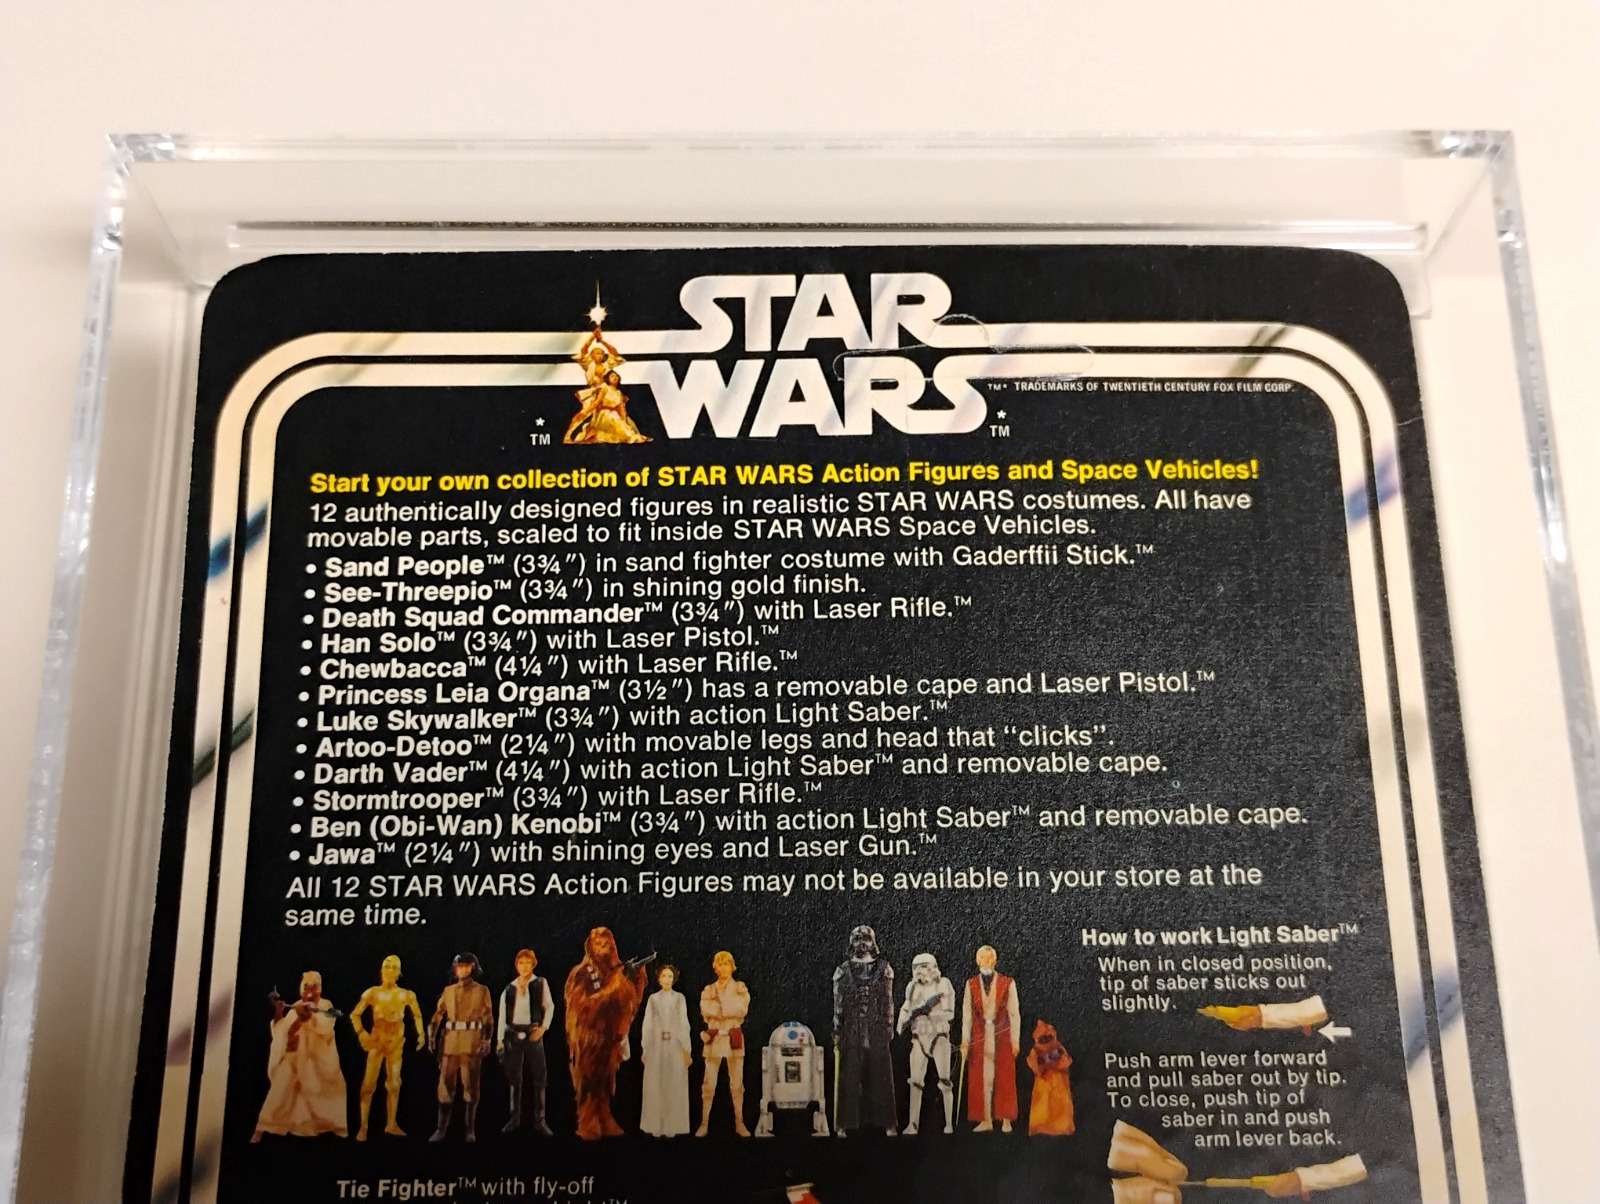 STAR
WARS
* TM
* TM
TM* TRADEMARKS OF TWENTIETH CENTURY FOX FILM CORP.
Start your own collection of STAR WARS Action Figures and Space Vehicles!
12 authentically designed figures in realistic STAR WARS costumes. All have
movable parts, scaled to fit inside STAR WARS Space Vehicles.
• Sand People™ (3¾") in sand fighter costume with Gaderffii Stick.™
• See-Threepio™ (3¾") in shining gold finish.
• Death Squad Commander™ (3¾") with Laser Rifle.™
• Han Solo™ (3¾") with Laser Pistol.™
• Chewbacca™ (4¼") with Laser Rifle.™
• Princess Leia Organa™ (3½") has a removable cape and Laser Pistol.™
• Luke Skywalker™ (3¾") with action Light Saber.™
• Artoo-Detoo™ (2¼") with movable legs and head that “clicks”.
• Darth Vader™ (4¼") with action Light Saber™ and removable cape.
• Stormtrooper™ (3¾") with Laser Rifle.™
• Ben (Obi-Wan) Kenobi™ (3¾") with action Light Saber™ and removable cape.
• Jawa™ (2¼") with shining eyes and Laser Gun.™
All 12 STAR WARS Action Figures may not be available in your store at the
same time.
How to work Light Saber™
When in closed position,
tip of saber sticks out
slightly.
Push arm lever forward
and pull saber out by tip.
To close, push tip of
saber in and push
arm lever back.
Tie Fighter™ with fly-off